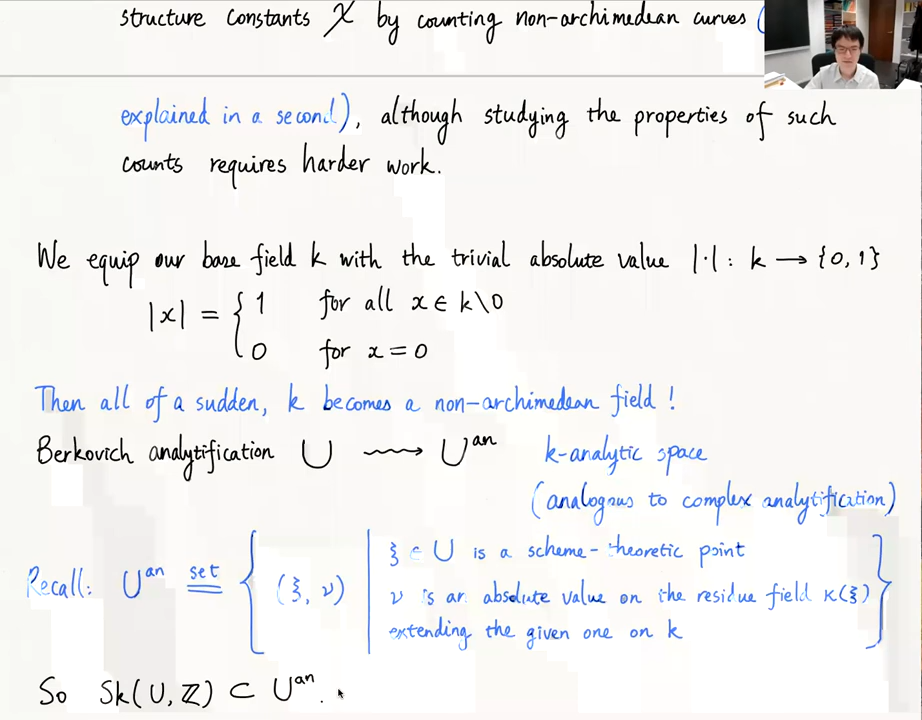 structure constants χ by counting non-archimedean curves (
explained in a second), although studying the properties of such
counts requires harder work.
We equip our base field k with the trivial absolute value |·| : k ⟶ {0, 1}
|x| = { 1 for all x ∈ k\0
0 for x = 0
Then all of a sudden, k becomes a non-archimedean field !
Berkovich analytification U ⇝ U^an k-analytic space
(analogous to complex analytification)
Recall: U^an set= { (ξ, ν) | ξ ∈ U is a scheme-theoretic point
ν is an absolute value on the residue field κ(ξ)
extending the given one on k }
So Sk(U, ℤ) ⊂ U^an.